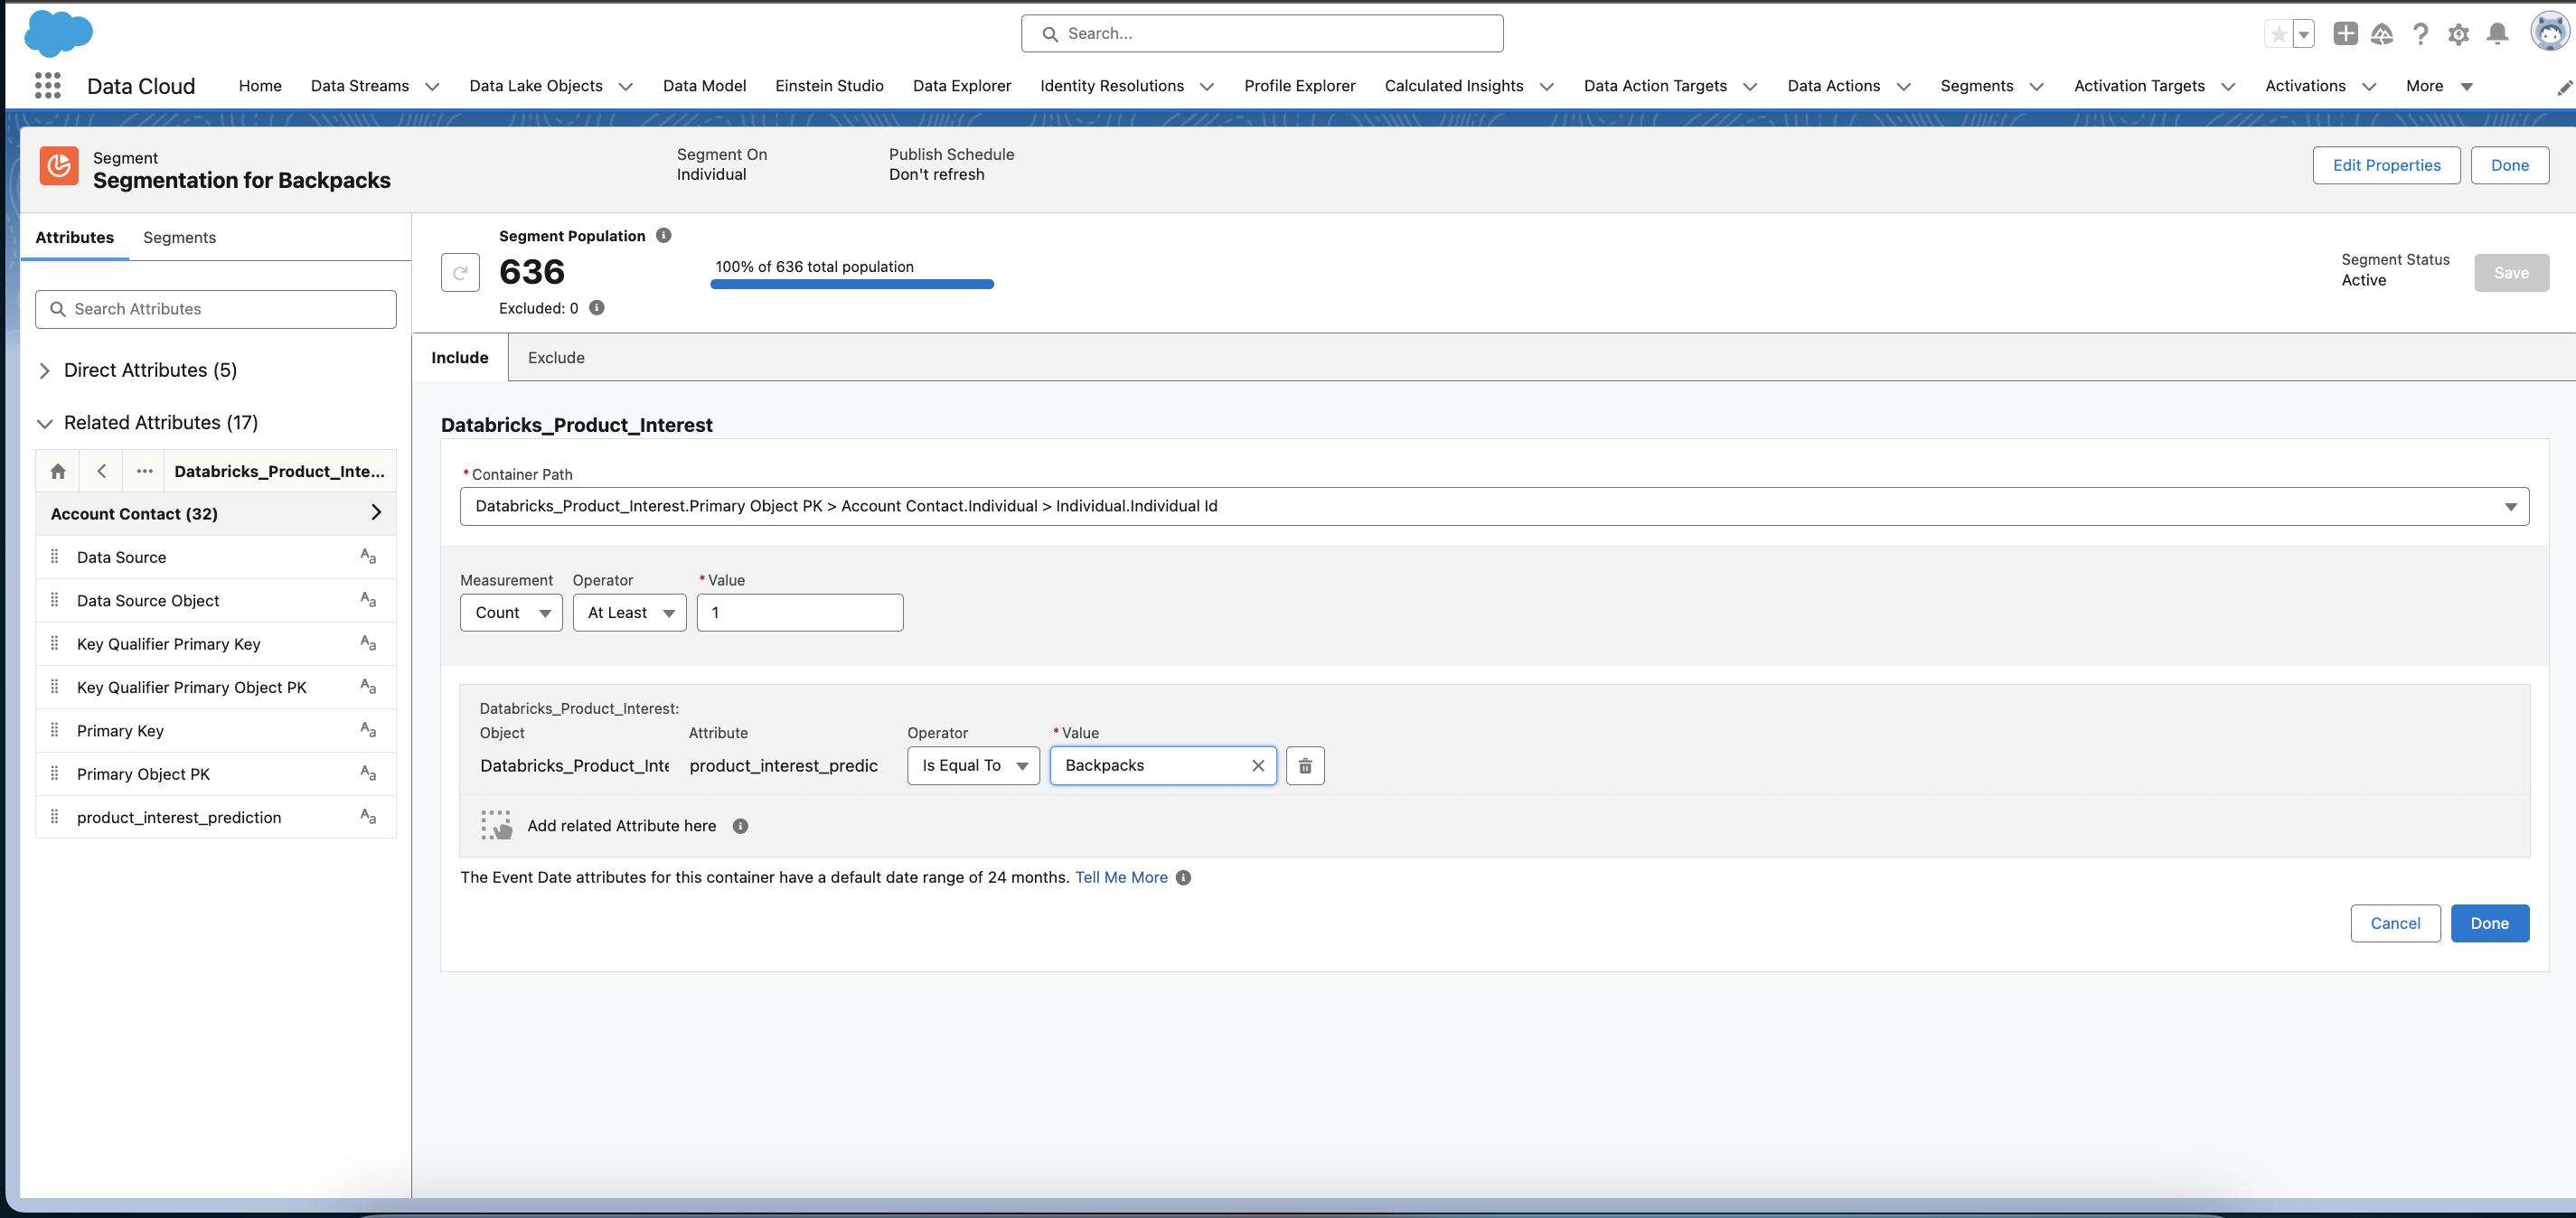 Search...
Data Cloud
Home
Data Streams
Data Lake Objects
Data Model
Einstein Studio
Data Explorer
Identity Resolutions
Profile Explorer
Calculated Insights
Data Action Targets
Data Actions
Segments
Activation Targets
Activations
More
Segment
Segmentation for Backpacks
Segment On
Individual
Publish Schedule
Don't refresh
Edit Properties
Done
Attributes
Segments
Search Attributes
Direct Attributes (5)
Related Attributes (17)
Databricks_Product_Inte...
Account Contact (32)
Data Source
Aa
Data Source Object
Aa
Key Qualifier Primary Key
Aa
Key Qualifier Primary Object PK
Aa
Primary Key
Aa
Primary Object PK
Aa
product_interest_prediction
Aa
Segment Population
636
Excluded: 0
100% of 636 total population
Segment Status
Active
Save
Include
Exclude
Databricks_Product_Interest
* Container Path
Databricks_Product_Interest.Primary Object PK > Account Contact.Individual > Individual.Individual Id
Measurement
Operator
* Value
Count
At Least
1
Databricks_Product_Interest:
Object
Attribute
Operator
* Value
Databricks_Product_Inte
product_interest_predic
Is Equal To
Backpacks
Add related Attribute here
The Event Date attributes for this container have a default date range of 24 months. Tell Me More
Cancel
Done